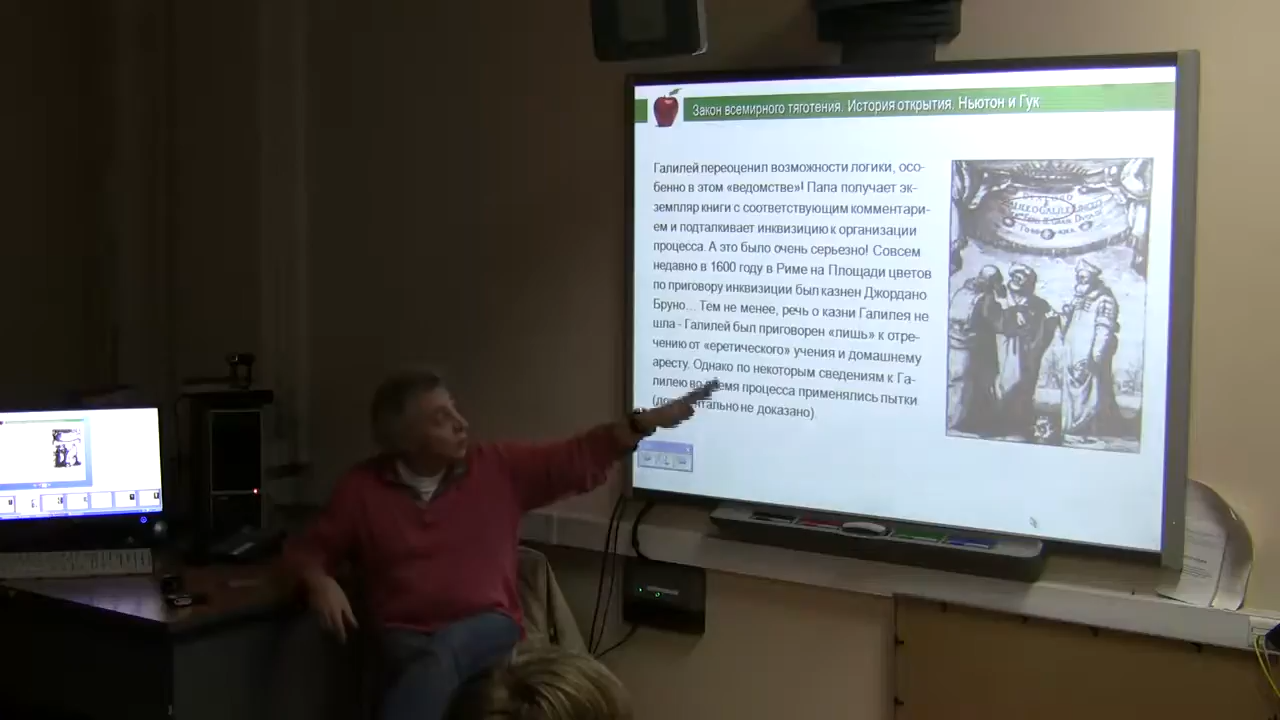 Закон всемирного тяготения. История открытия. Ньютон и Гук
Галилей переоценил возможности логики, осо-
бенно в этом «ведомстве»! Папа получает эк-
земпляр книги с соответствующим комментари-
ем и подталкивает инквизицию к организации
процесса. А это было очень серьезно! Совсем
недавно в 1600 году в Риме на Площади цветов
по приговору инквизиции был казнен Джордано
Бруно... Тем не менее, речь о казни Галилея не
шла - Галилей был приговорен «лишь» к отре-
чению от «еретического» учения и домашнему
аресту. Однако по некоторым сведениям к Га-
лилею во время процесса применялись пытки
не доказано).